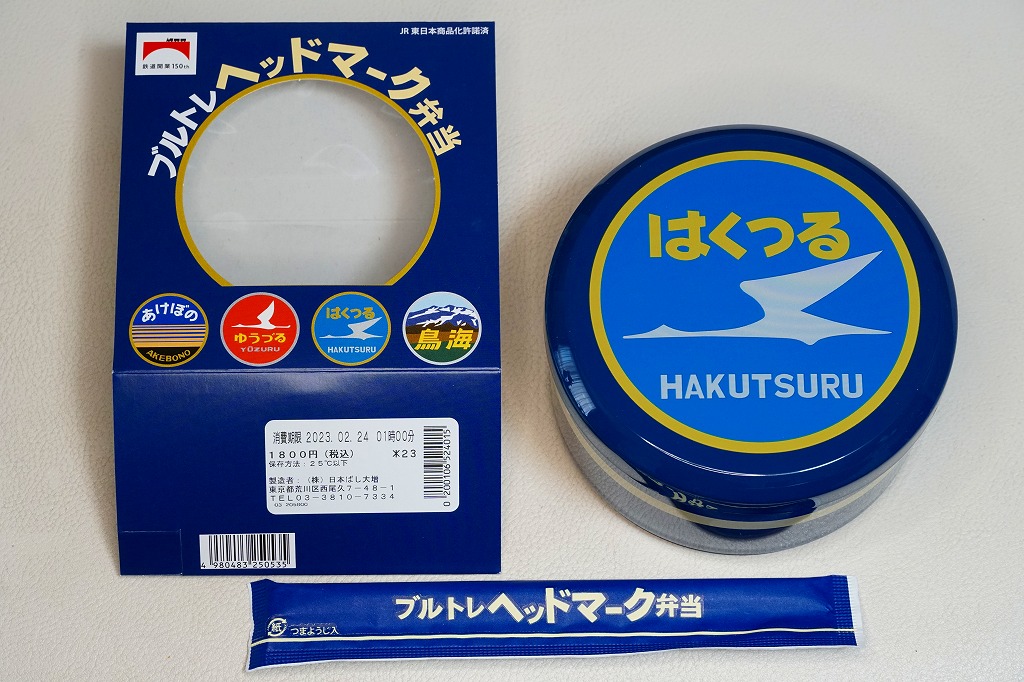 JR東日本商品化許諾済
鉄道開業150th
ブルトレヘッドマーク弁当
あけぼの
AKEBONO
ゆうづる
YŪZURU
はくつる
HAKUTSURU
鳥海
消費期限 2023.02.24 01時00分
1800円(税込) 米23
保存方法:25℃以下
製造者:(株)日本ばし大増
東京都荒川区西尾久7-48-1
TEL03-3810-7334
0200106524015
4980483250535
はくつる
HAKUTSURU
ブルトレヘッドマーク弁当
紙
つまようじ入